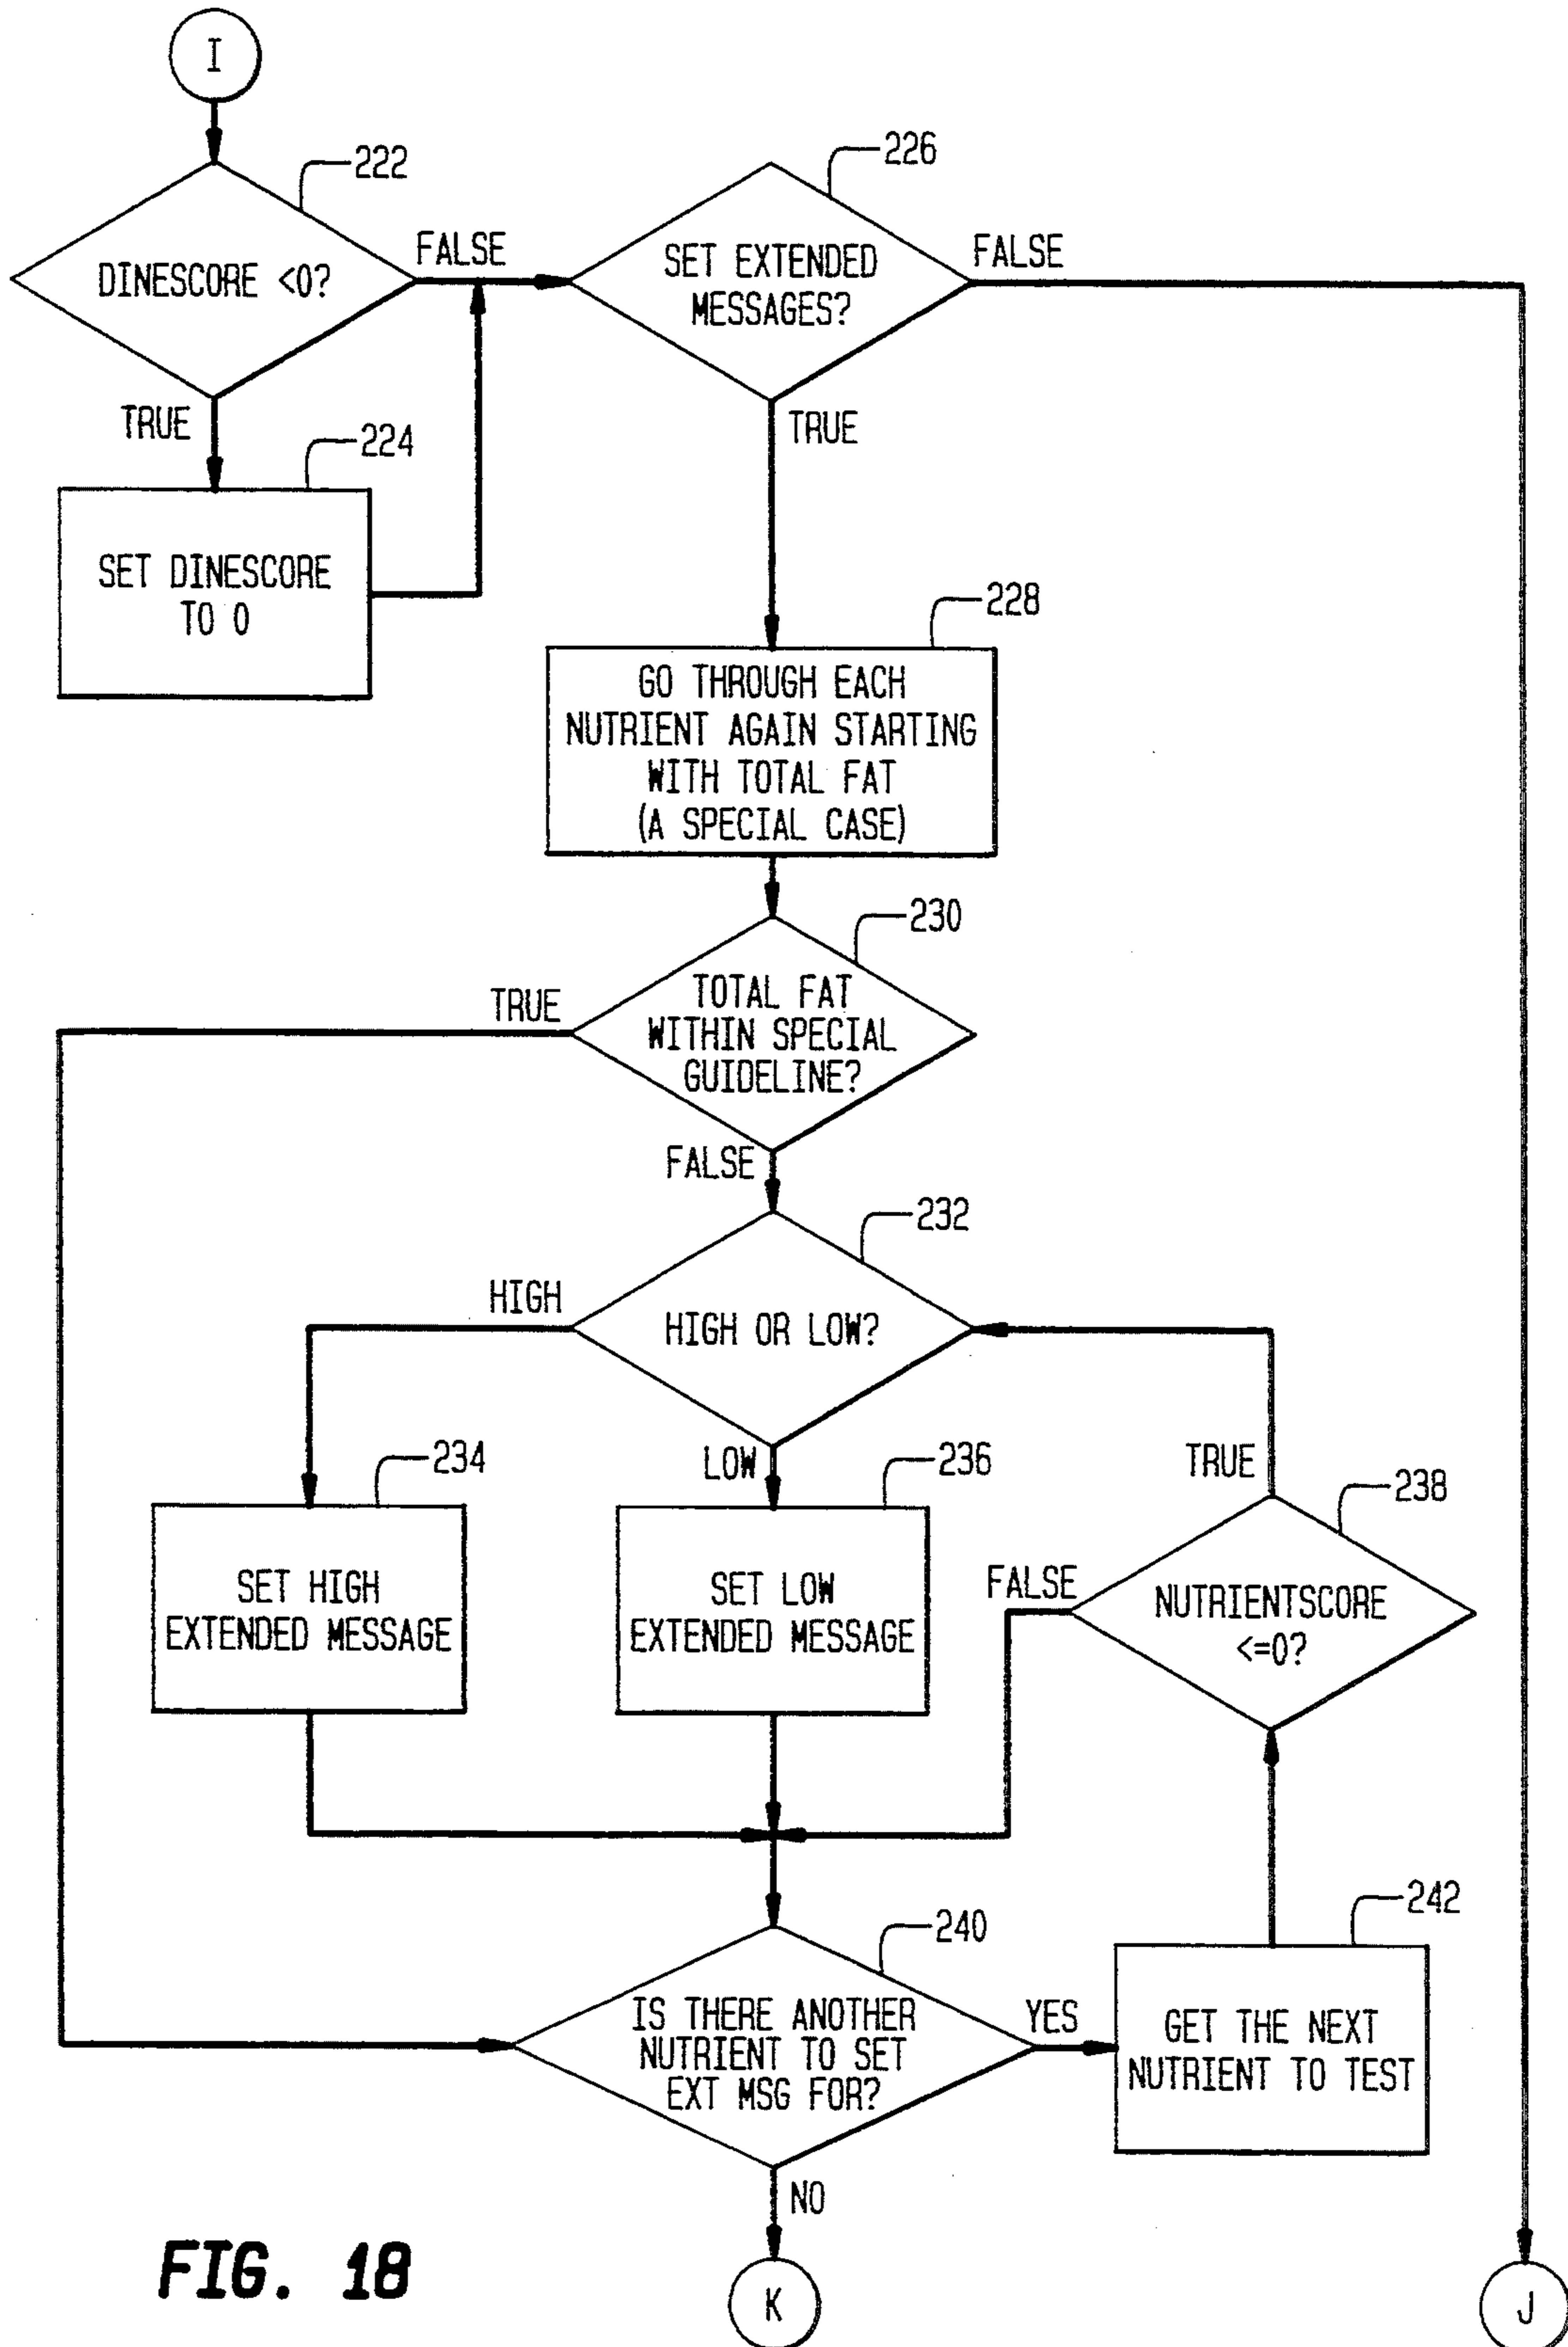 I
222
DINESCORE <0?
FALSE
TRUE
224
SET DINESCORE
TO 0
226
SET EXTENDED
MESSAGES?
FALSE
TRUE
228
GO THROUGH EACH
NUTRIENT AGAIN STARTING
WITH TOTAL FAT
(A SPECIAL CASE)
230
TOTAL FAT
WITHIN SPECIAL
GUIDELINE?
TRUE
FALSE
232
HIGH OR LOW?
HIGH
LOW
234
SET HIGH
EXTENDED MESSAGE
236
SET LOW
EXTENDED MESSAGE
TRUE
238
NUTRIENTSCORE
<=0?
FALSE
240
IS THERE ANOTHER
NUTRIENT TO SET
EXT MSG FOR?
YES
242
GET THE NEXT
NUTRIENT TO TEST
NO
K
J
FIG. 18